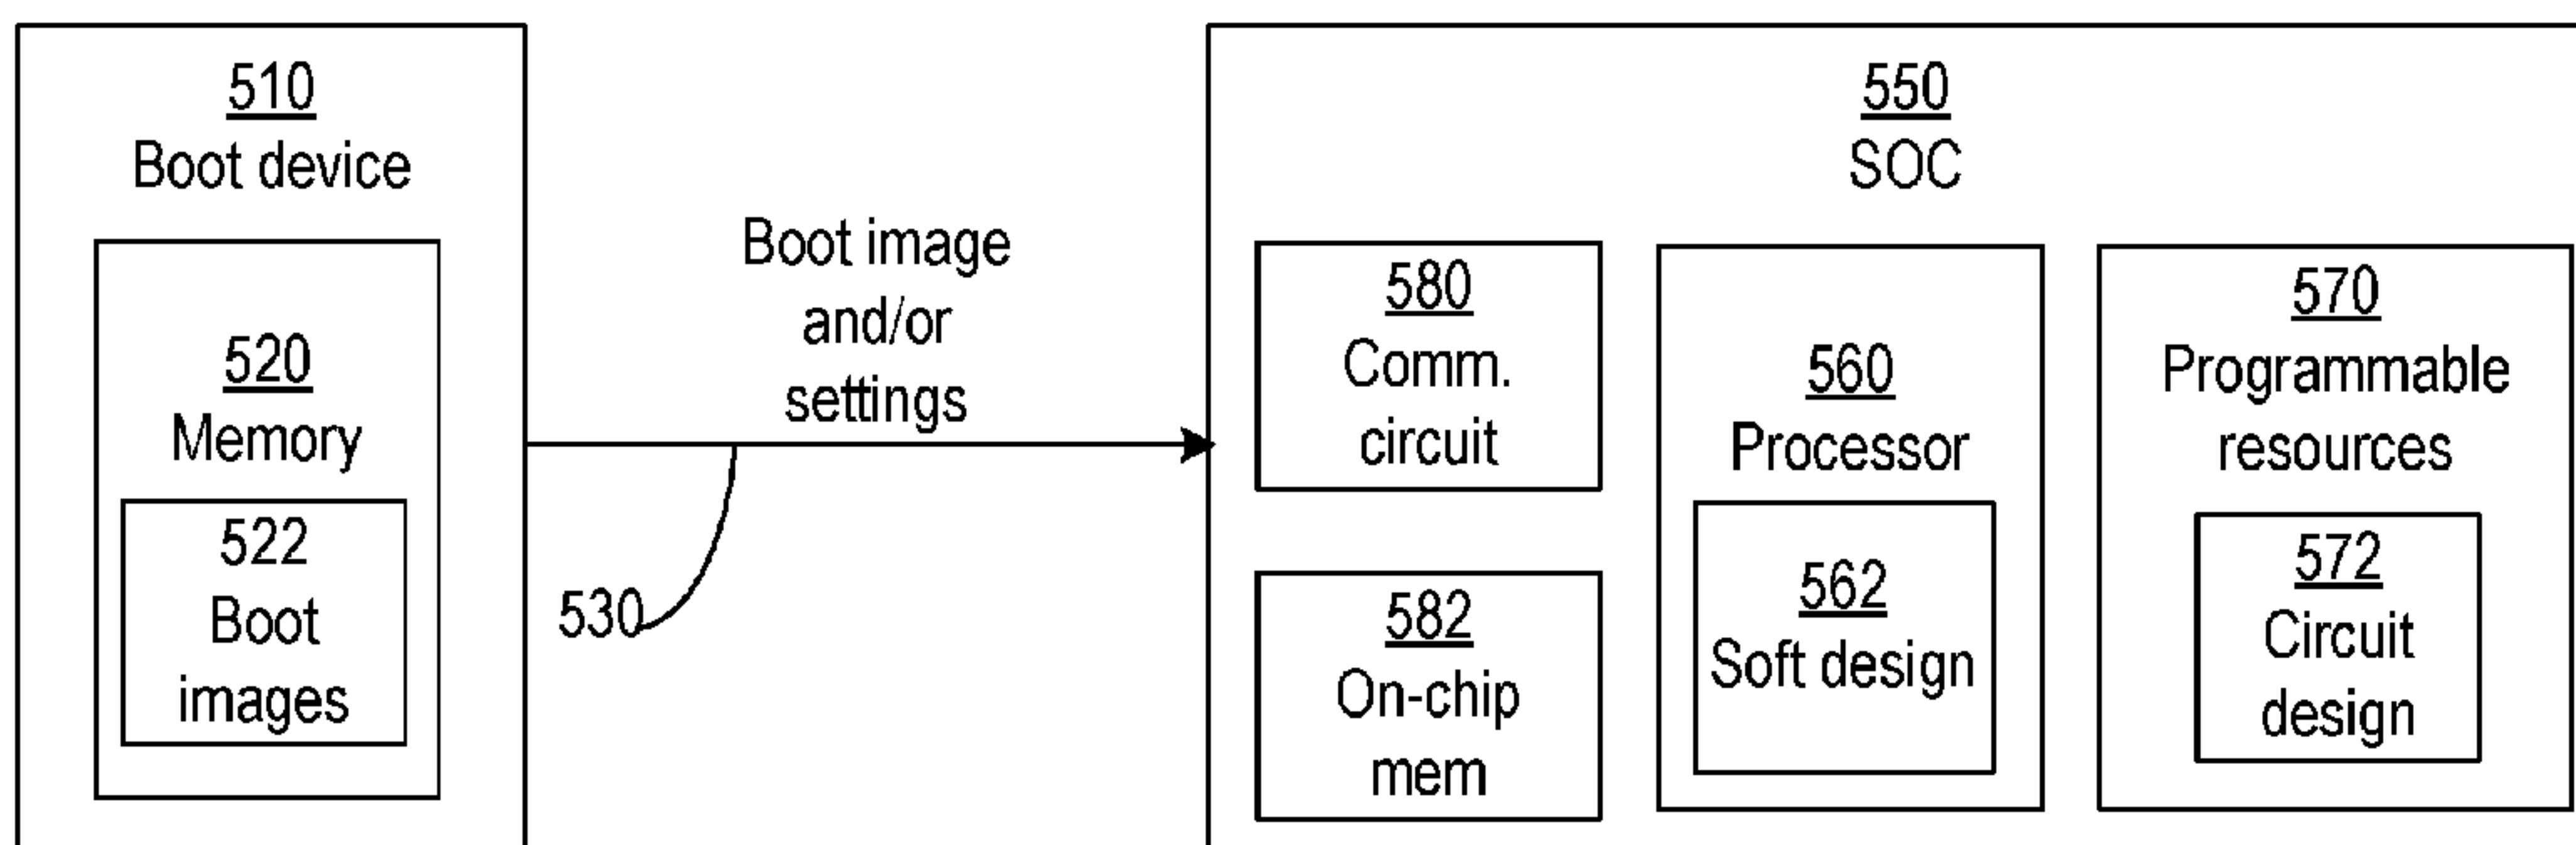 510
Boot device
520
Memory
522
Boot
images
Boot image
and/or
settings
530
550
SOC
580
Comm.
circuit
582
On-chip
mem
560
Processor
562
Soft design
570
Programmable
resources
572
Circuit
design